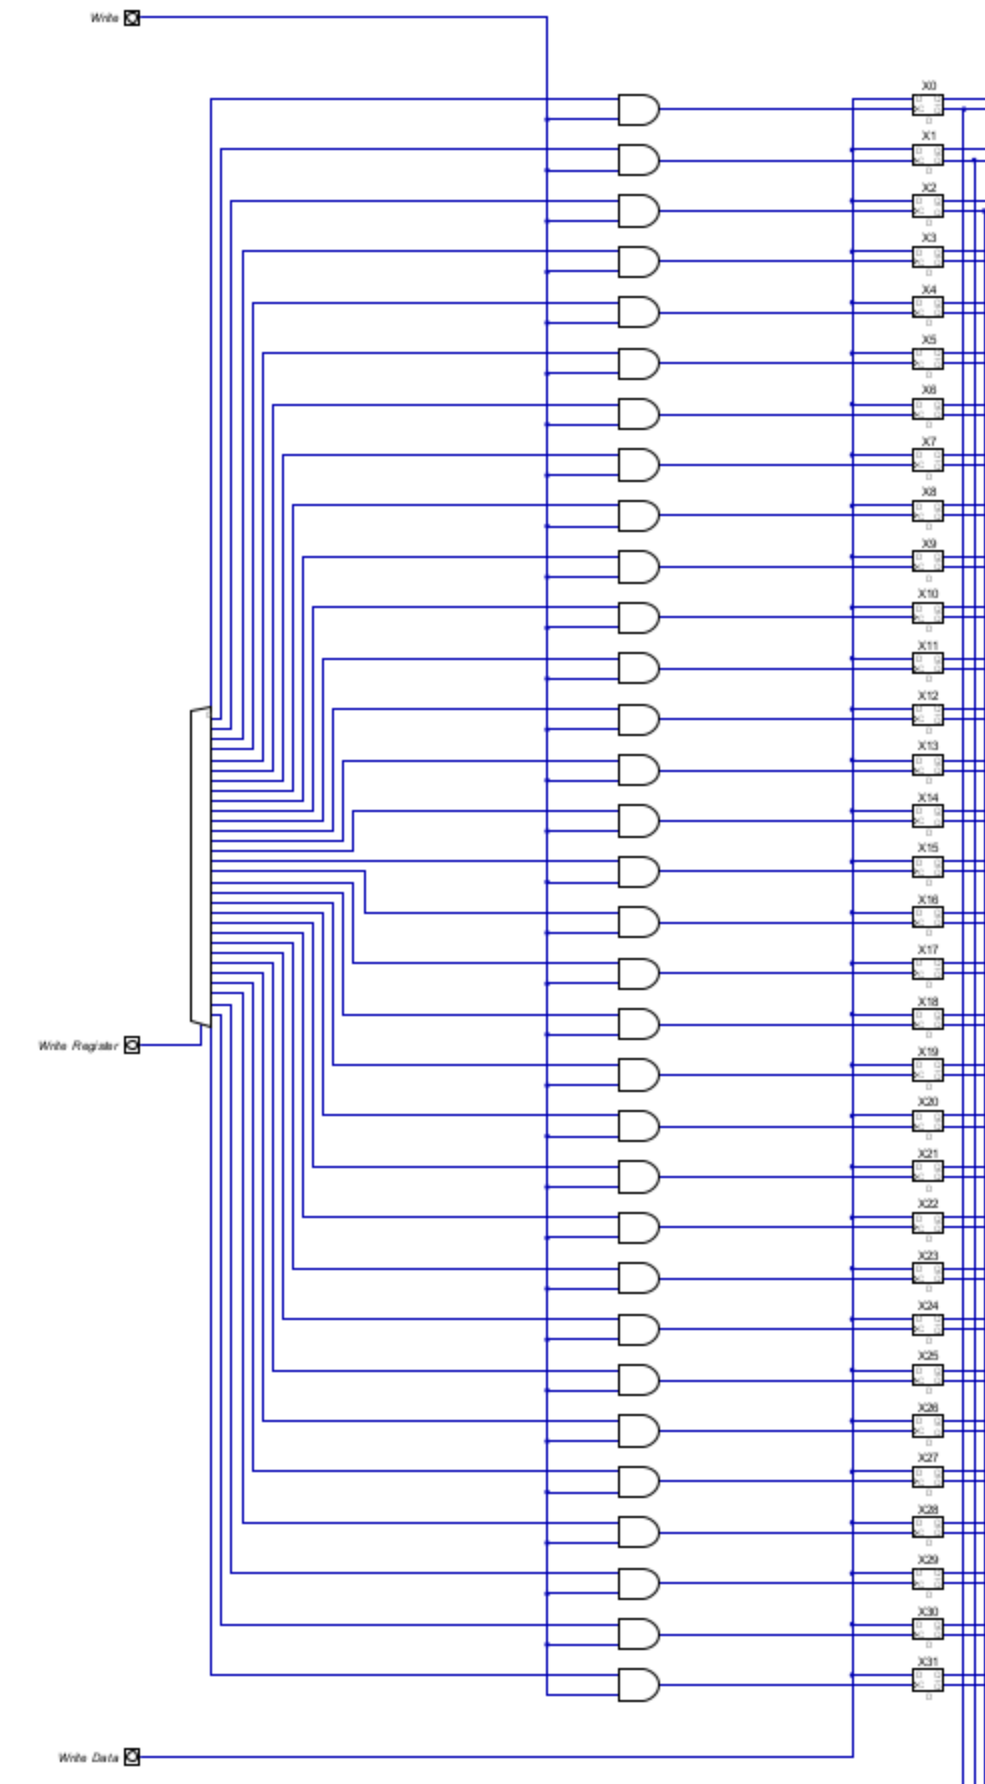 Write
X0
X1
X2
X3
X4
X5
X6
X7
X8
X9
X10
X11
X12
X13
X14
X15
X16
X17
X18
Write Register
X19
X20
X21
X22
X23
X24
X25
X26
X27
X28
X29
X30
X31
Write Data